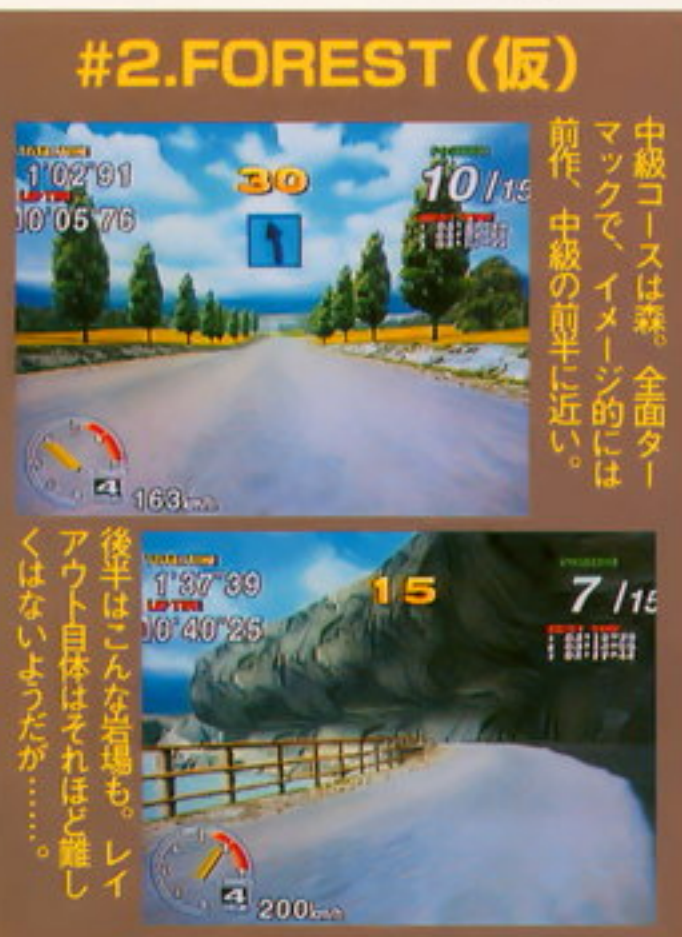 #2.FOREST（仮）
中級コースは森。全面ター
マックで、イメージ的には
前作、中級の前半に近い。
1'02"91
LAP TIME
10'05"76
30
10/15
4
163km/h
後半はこんな岩場も。レイ
アウト自体はそれほど難し
くはないようだが……。
1'37"39
LAP TIME
10'40"25
15
7/15
4
200km/h